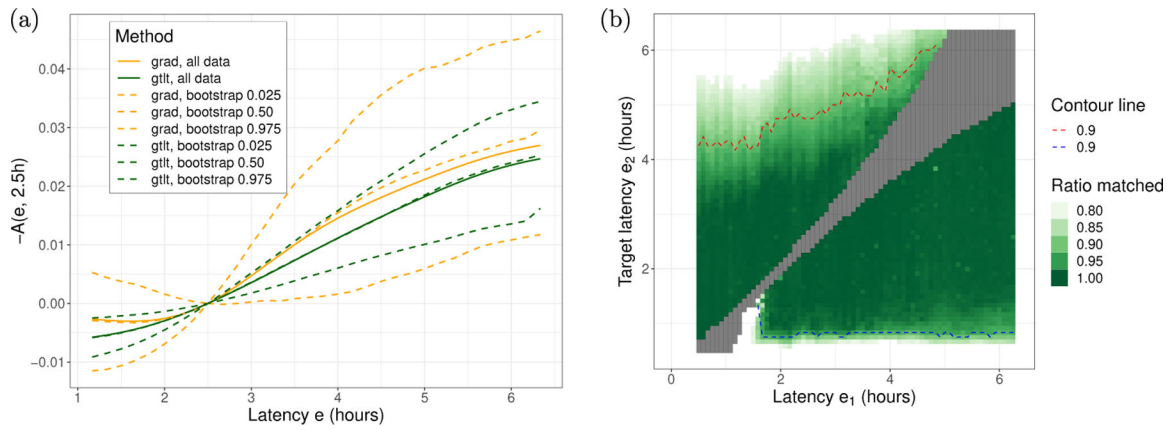 (a)
Method
grad, all data
gtlt, all data
grad, bootstrap 0.025
grad, bootstrap 0.50
grad, bootstrap 0.975
gtlt, bootstrap 0.025
gtlt, bootstrap 0.50
gtlt, bootstrap 0.975
−A(e, 2.5h)
0.04
0.03
0.02
0.01
0.00
−0.01
1 2 3 4 5 6
Latency e (hours)
(b)
Target latency e₂ (hours)
6
4
2
0 2 4 6
Latency e₁ (hours)
Contour line
0.9
0.9
Ratio matched
0.80
0.85
0.90
0.95
1.00